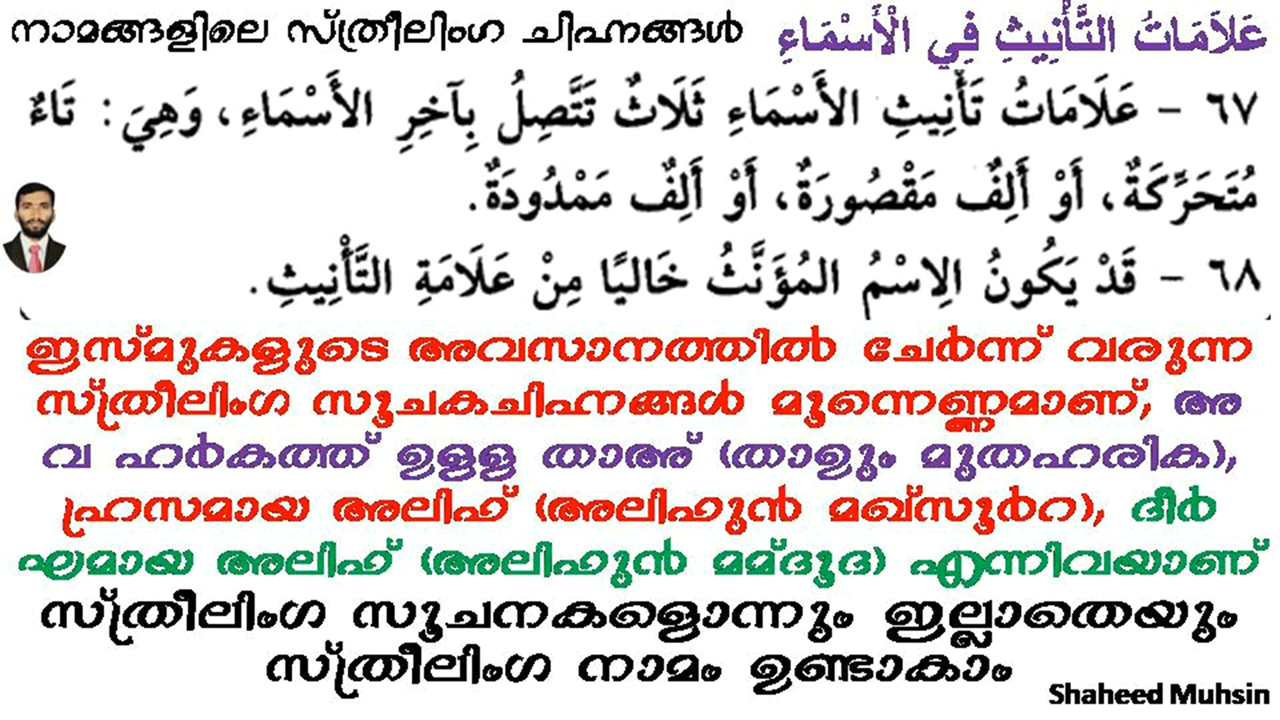 നാമങ്ങളിലെ സ്ത്രീലിംഗ ചിഹ്നങ്ങൾ عَلَامَاتُ التَّأْنِيثِ فِي الْأَسْمَاءِ
٦٧ - عَلَامَاتُ تَأْنِيثِ الأَسْمَاءِ ثَلَاثٌ تَتَّصِلُ بِآخِرِ الأَسْمَاءِ، وَهِيَ: تَاءٌ
مُتَحَرِّكَةٌ، أَوْ أَلِفٌ مَقْصُورَةٌ، أَوْ أَلِفٌ مَمْدُودَةٌ.
٦٨ - قَدْ يَكُونُ الِاسْمُ المُؤَنَّثُ خَالِيًا مِنْ عَلَامَةِ التَّأْنِيثِ.
ഇസ്മുകളുടെ അവസാനത്തിൽ ചേർന്ന് വരുന്ന
സ്ത്രീലിംഗ സൂചകചിഹ്നങ്ങൾ മൂന്നെണ്ണമാണ്, അ
വ ഹർകത്ത് ഉള്ള താഅ് (താളും മുതഹരിക),
ഹ്രസമായ അലിഫ് (അലിഫുൻ മഖ്സൂർറ), ദീർ
ഘമായ അലിഫ് (അലിഫുൻ മമ്ദൂദ) എന്നിവയാണ്
സ്ത്രീലിംഗ സൂചനകളൊന്നും ഇല്ലാതെയും
സ്ത്രീലിംഗ നാമം ഉണ്ടാകാം
Shaheed Muhsin